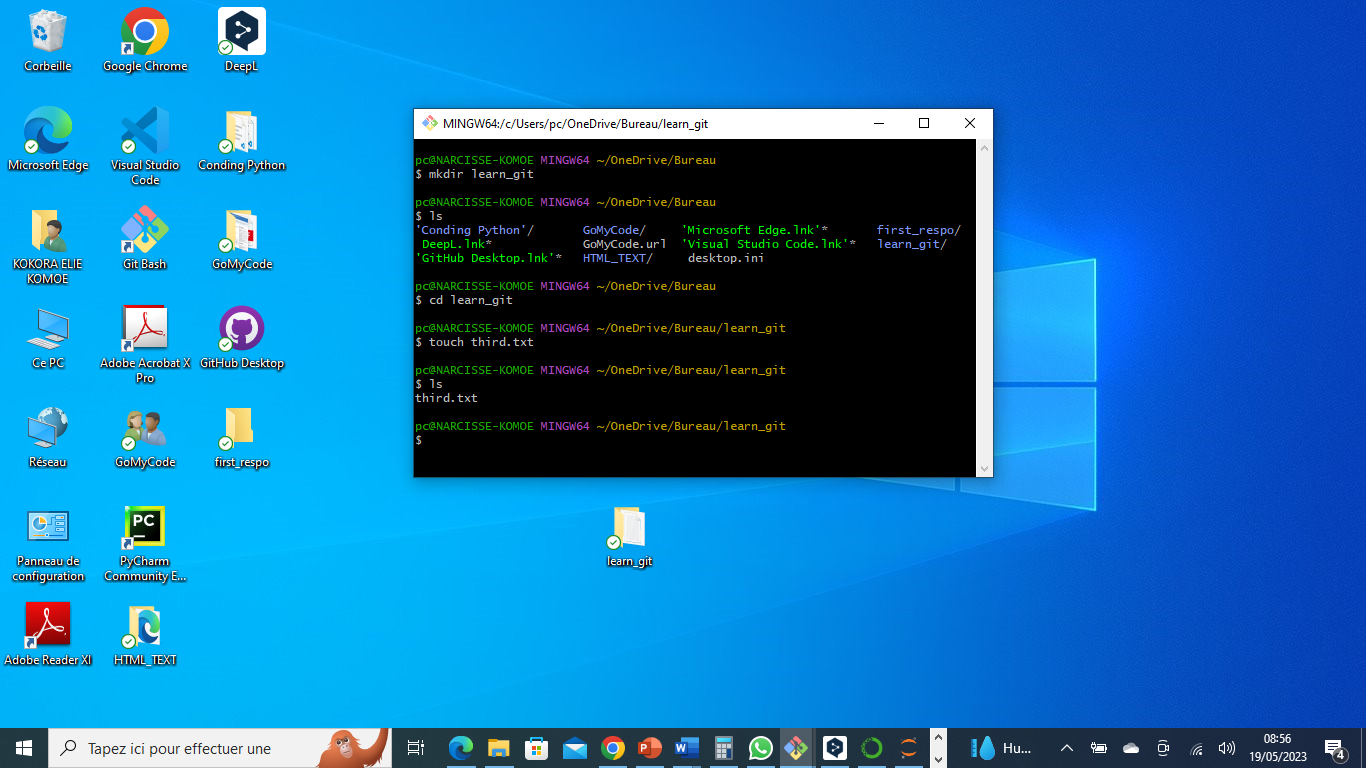 Corbeille
Google Chrome
DeepL
Microsoft Edge
Visual Studio
Code
Conding Python
KOKORA ELIE
KOMOE
Git Bash
GoMyCode
Ce PC
Adobe Acrobat X
Pro
GitHub Desktop
Réseau
GoMyCode
first_respo
Panneau de
configuration
PC
PyCharm
Community E...
Adobe Reader XI
HTML_TEXT
MINGW64:/c/Users/pc/OneDrive/Bureau/learn_git
pc@NARCISSE-KOMOE MINGW64 ~/OneDrive/Bureau
$ mkdir learn_git
pc@NARCISSE-KOMOE MINGW64 ~/OneDrive/Bureau
$ ls
'Conding Python'/ GoMyCode/ 'Microsoft Edge.lnk'* first_respo/
DeepL.lnk* GoMyCode.url 'Visual Studio Code.lnk'* learn_git/
'GitHub Desktop.lnk'* HTML_TEXT/ desktop.ini
pc@NARCISSE-KOMOE MINGW64 ~/OneDrive/Bureau
$ cd learn_git
pc@NARCISSE-KOMOE MINGW64 ~/OneDrive/Bureau/learn_git
$ touch third.txt
pc@NARCISSE-KOMOE MINGW64 ~/OneDrive/Bureau/learn_git
$ ls
third.txt
pc@NARCISSE-KOMOE MINGW64 ~/OneDrive/Bureau/learn_git
$
learn_git
Tapez ici pour effectuer une
Hu...
08:56
19/05/2023
4